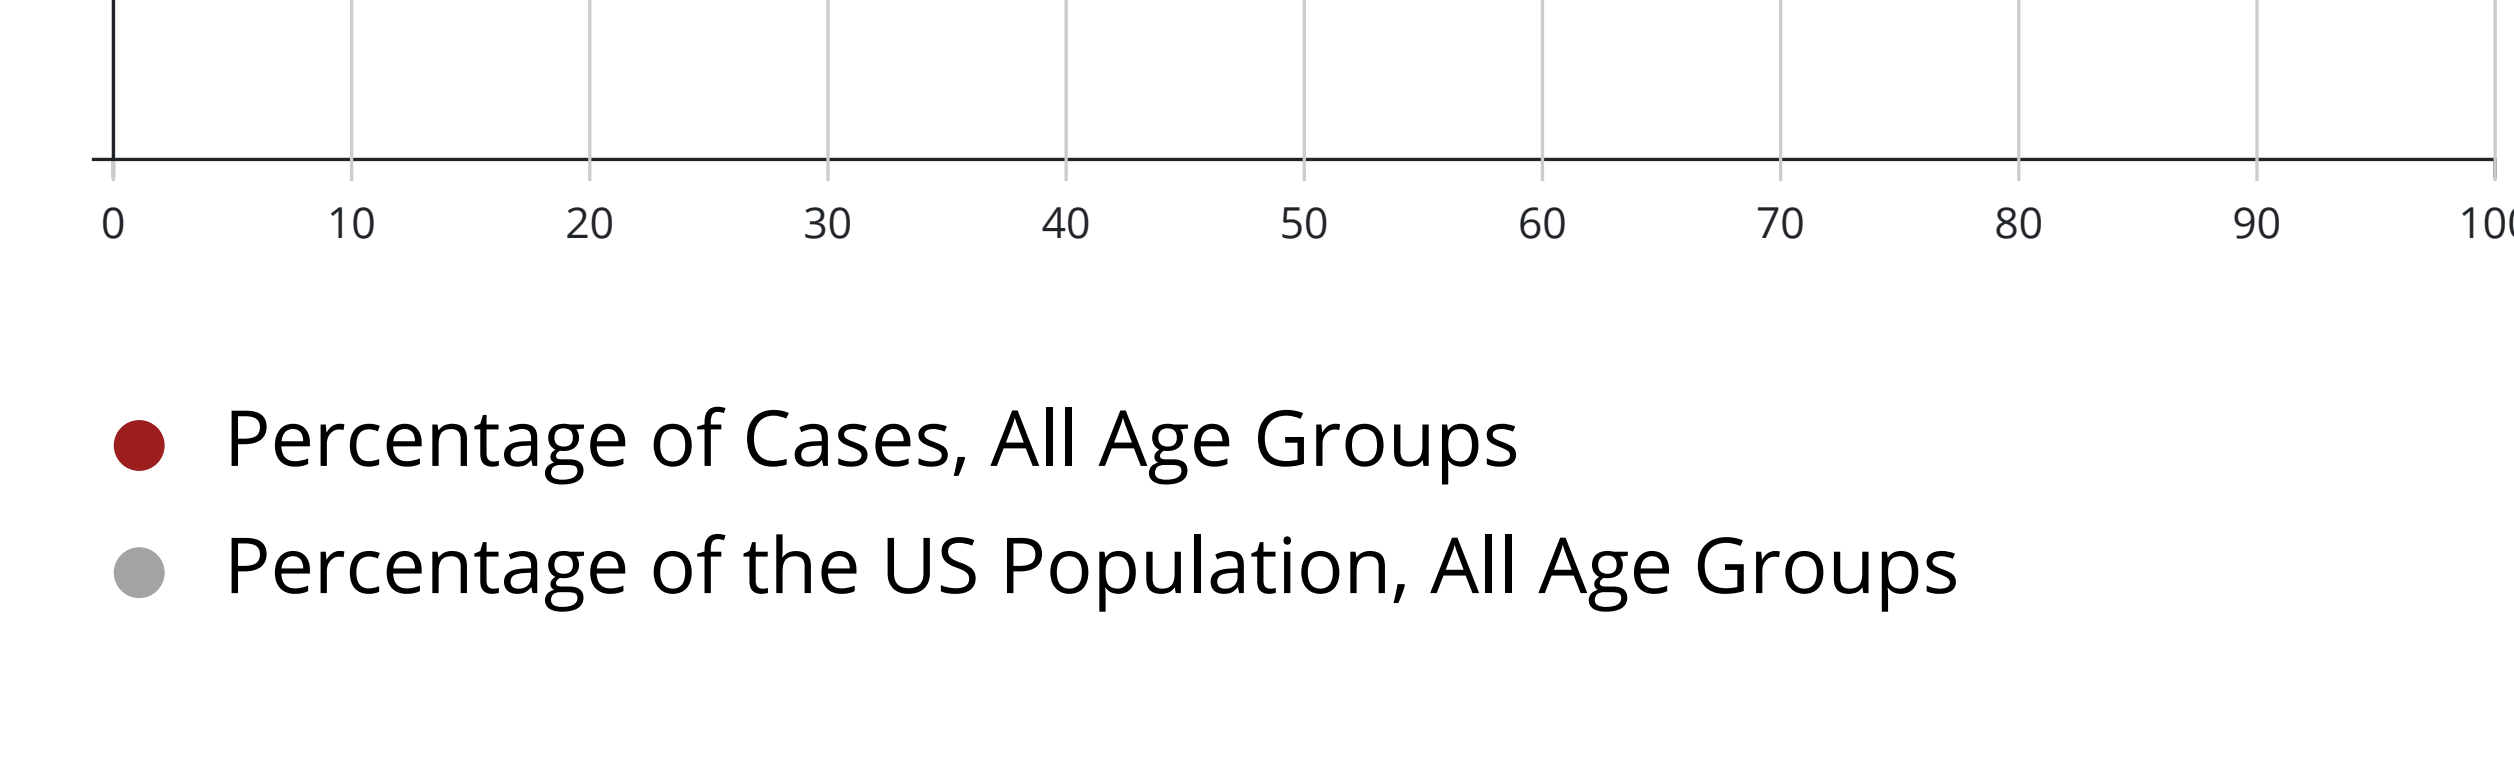 0 10 20 30 40 50 60 70 80 90 100
Percentage of Cases, All Age Groups
Percentage of the US Population, All Age Groups